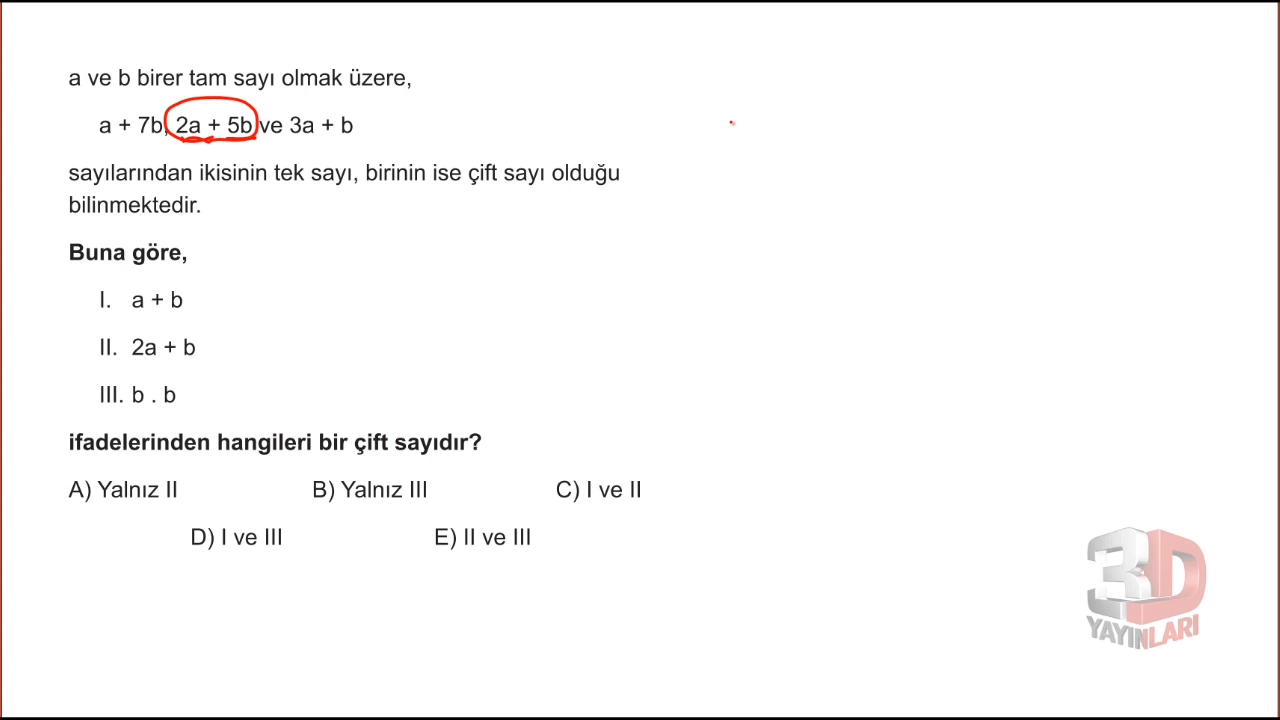 a ve b birer tam sayı olmak üzere,
a + 7b, 2a + 5b ve 3a + b
sayılarından ikisinin tek sayı, birinin ise çift sayı olduğu
bilinmektedir.
Buna göre,
I. a + b
II. 2a + b
III. b . b
ifadelerinden hangileri bir çift sayıdır?
A) Yalnız II B) Yalnız III C) I ve II
D) I ve III E) II ve III
3D
YAYINLARI